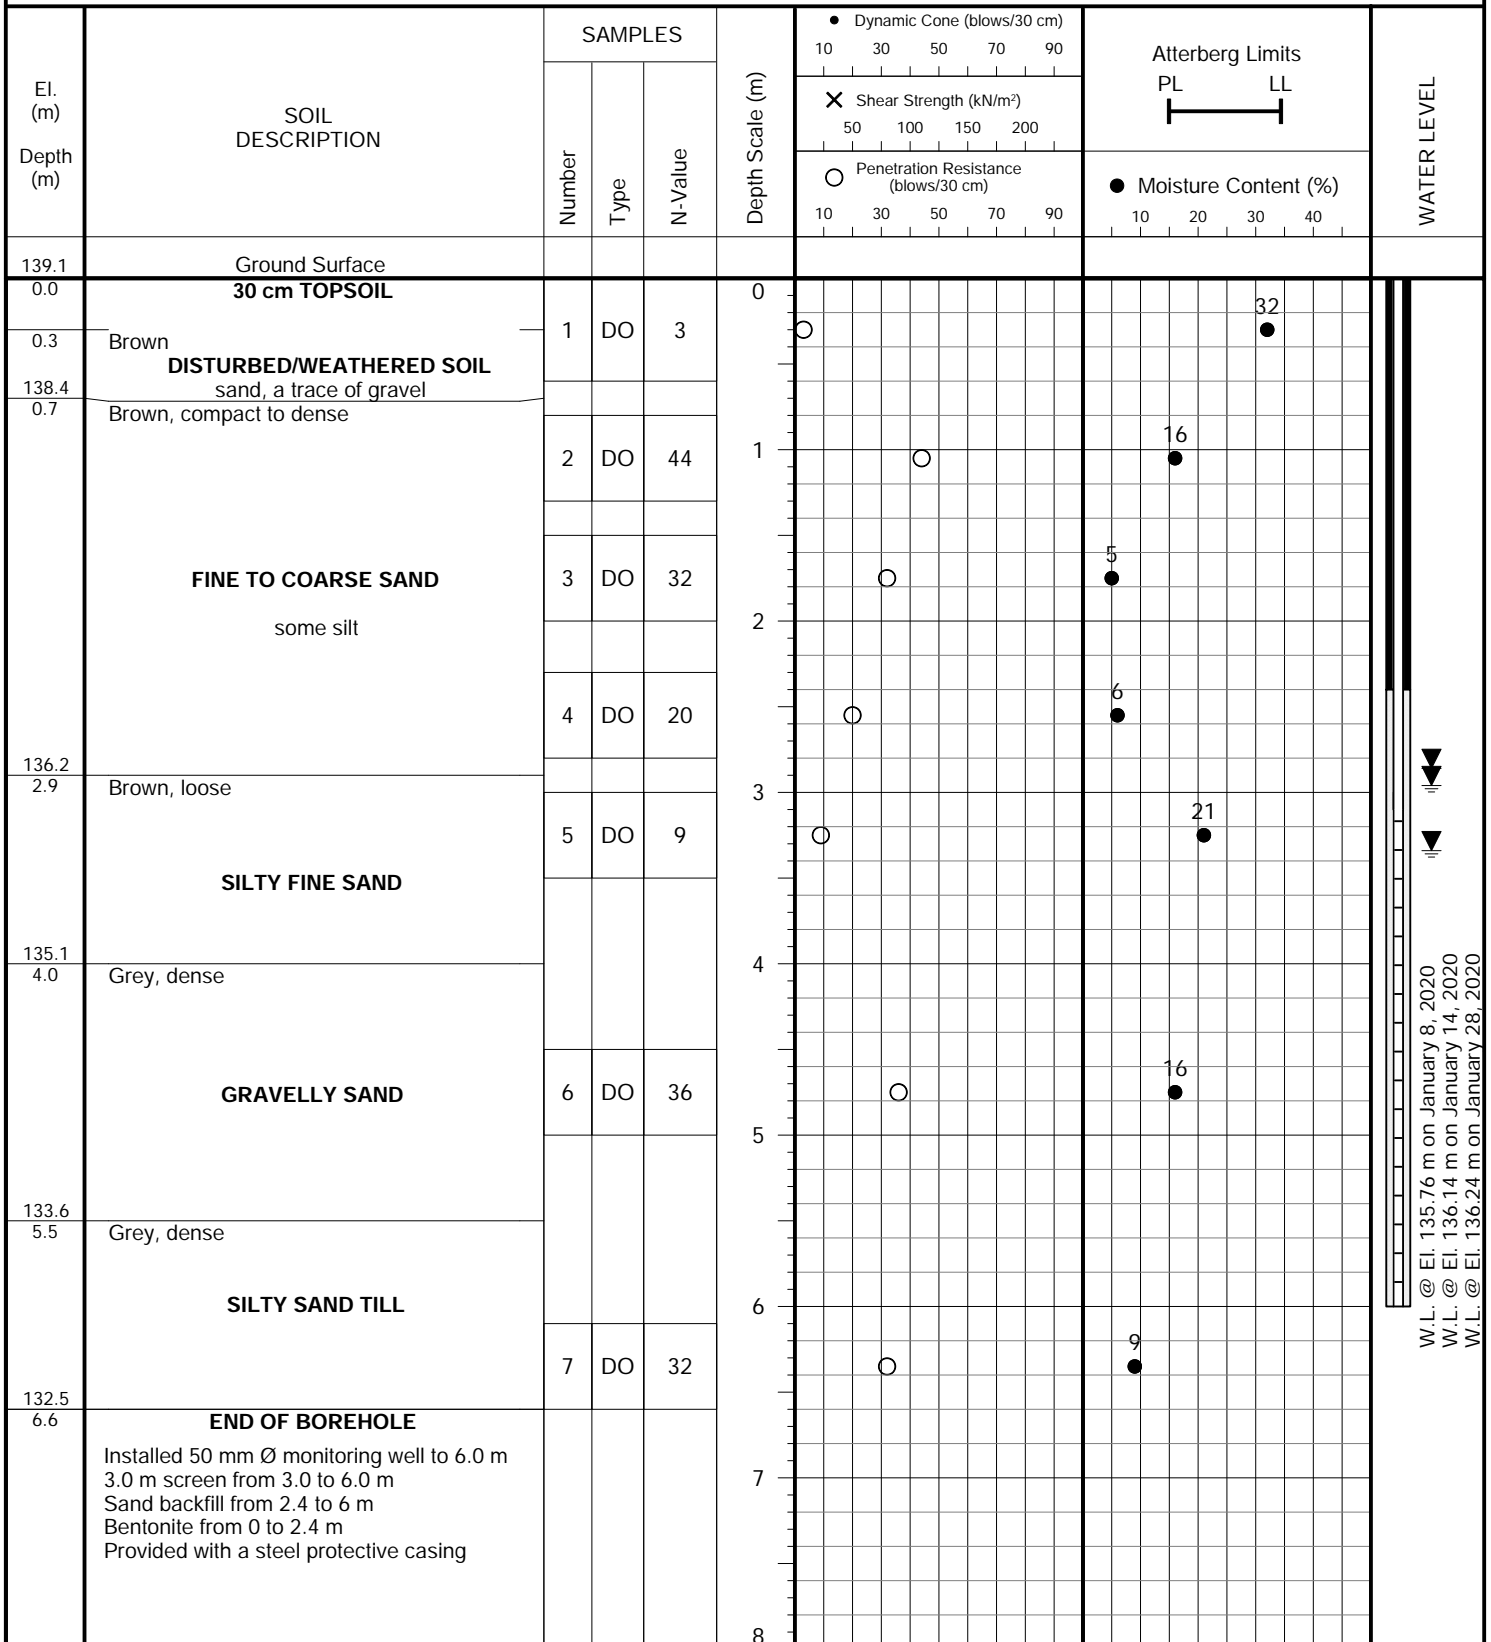 El.
(m)
Depth
(m)
SOIL
DESCRIPTION
SAMPLES
Number
Type
N-Value
Depth Scale (m)
● Dynamic Cone (blows/30 cm)
10 30 50 70 90
✕ Shear Strength (kN/m²)
50 100 150 200
○ Penetration Resistance
(blows/30 cm)
10 30 50 70 90
Atterberg Limits
PL LL
● Moisture Content (%)
10 20 30 40
WATER LEVEL
139.1 Ground Surface
0.0 30 cm TOPSOIL 0
32
1 DO 3
0.3 Brown
DISTURBED/WEATHERED SOIL
138.4 sand, a trace of gravel
0.7 Brown, compact to dense
16
2 DO 44 1
5
FINE TO COARSE SAND 3 DO 32
some silt 2
6
4 DO 20
136.2
2.9 Brown, loose 3
21
5 DO 9
SILTY FINE SAND
135.1
4.0 Grey, dense 4
16
GRAVELLY SAND 6 DO 36
5
133.6
5.5 Grey, dense
SILTY SAND TILL 6
9
7 DO 32
132.5
6.6 END OF BOREHOLE
Installed 50 mm Ø monitoring well to 6.0 m
3.0 m screen from 3.0 to 6.0 m 7
Sand backfill from 2.4 to 6 m
Bentonite from 0 to 2.4 m
Provided with a steel protective casing
8
W.L. @ El. 135.76 m on January 8, 2020
W.L. @ El. 136.14 m on January 14, 2020
W.L. @ El. 136.24 m on January 28, 2020